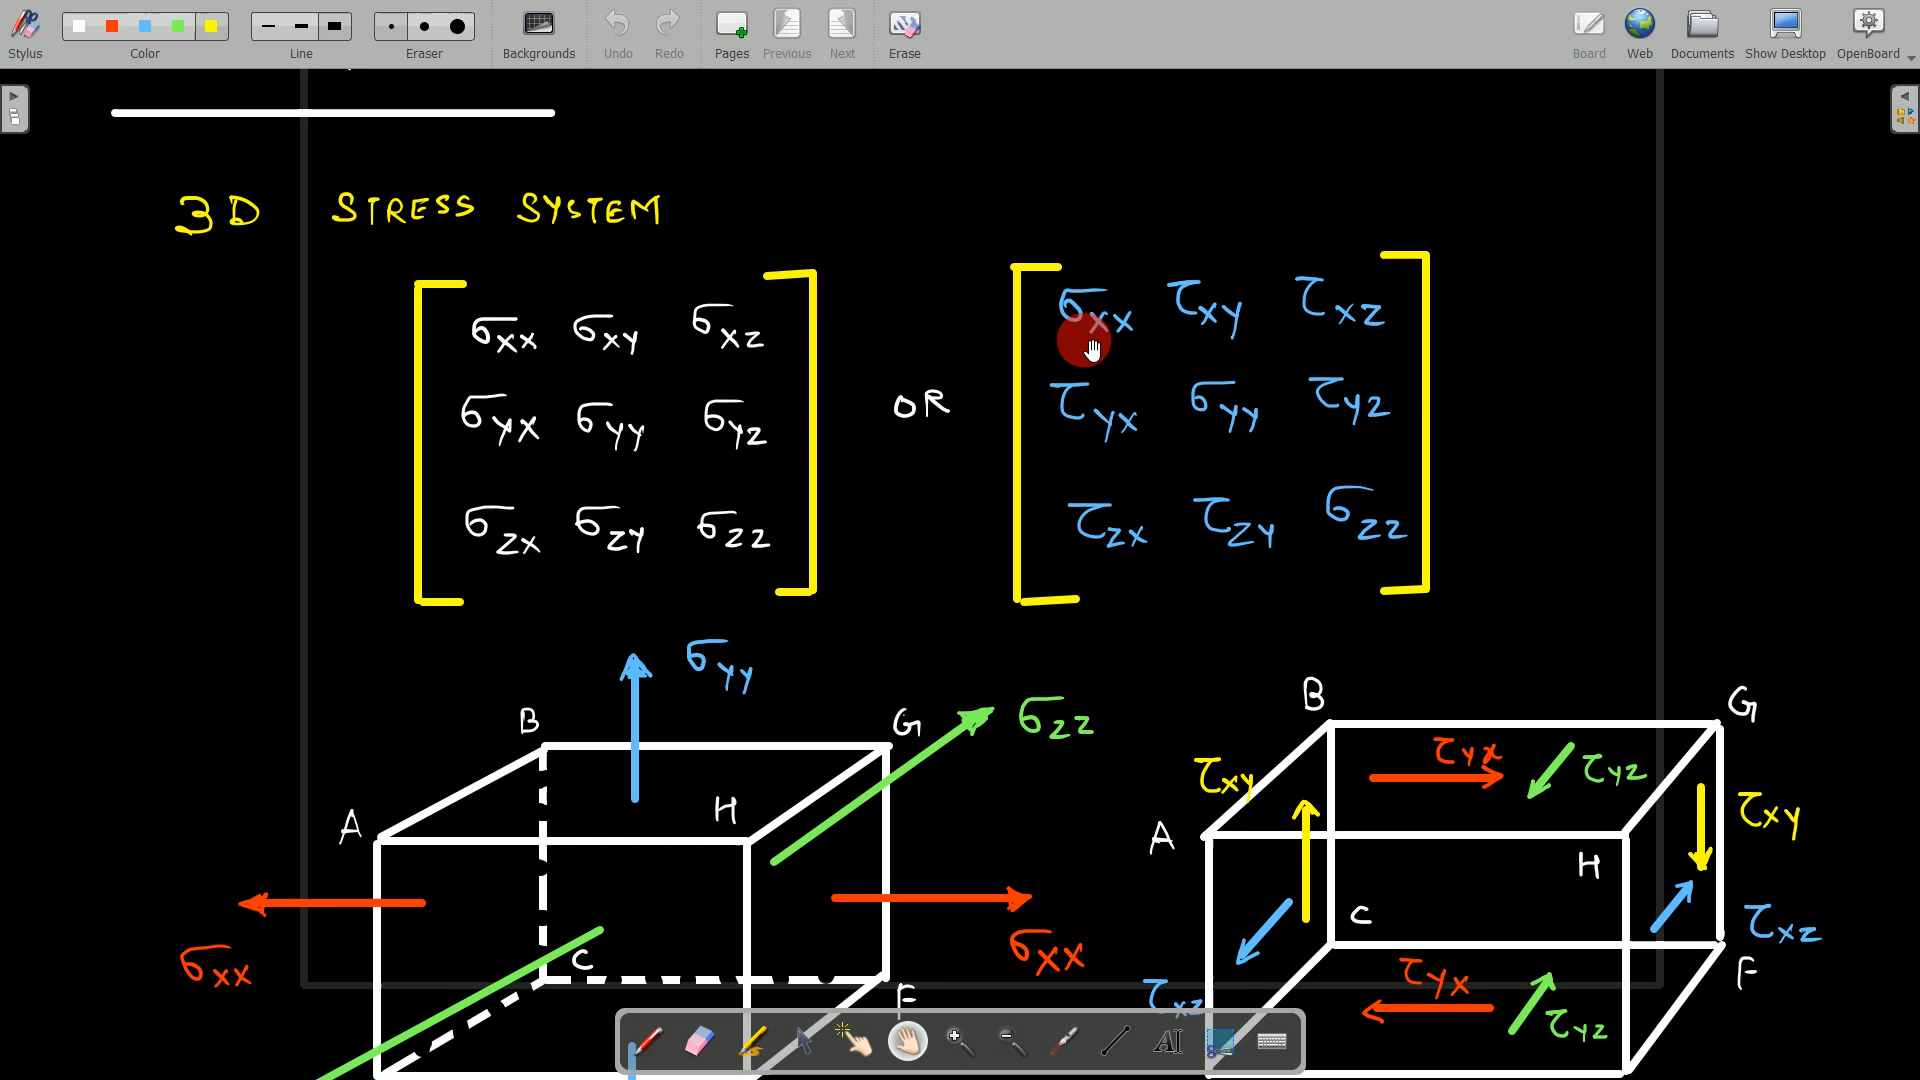 Stylus Color Line Eraser Backgrounds Undo Redo Pages Previous Next Erase Board Web Documents Show Desktop OpenBoard
3D STRESS SYSTEM
σxx σxy σxz
σyx σyy σyz
σzx σzy σzz
OR
σxx τxy τxz
τyx σyy τyz
τzx τzy σzz
σyy
B
G
σzz
A
H
σxx
σxx
C
F
B
G
τyx
τyz
τxy
τxy
A
H
C
τxz
τxz
F
τyx
τyz
AI